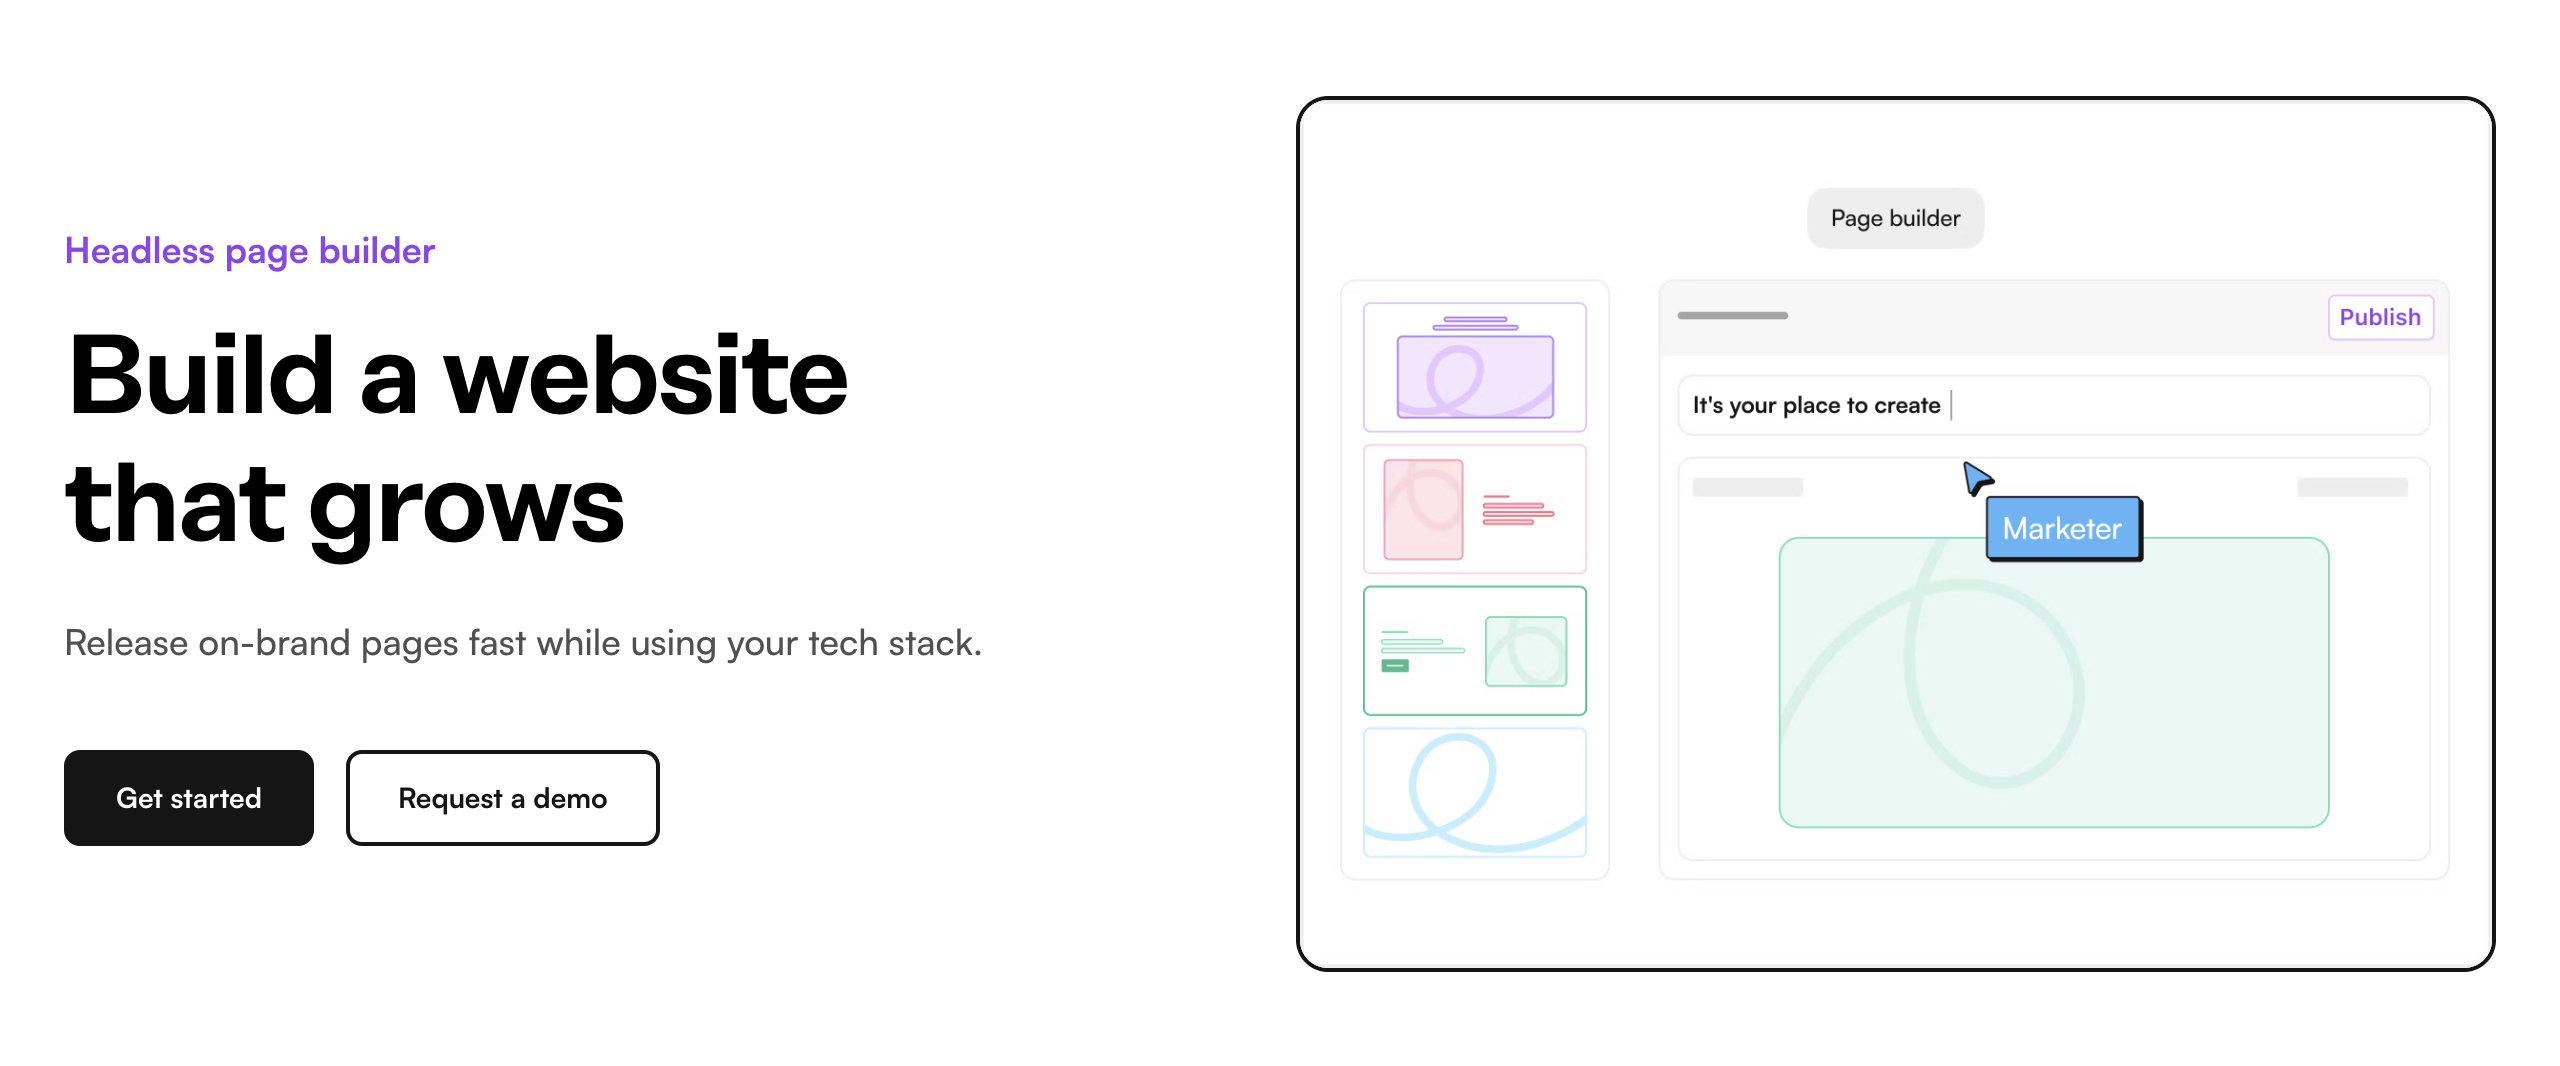 Headless page builder
Build a website
that grows
Release on-brand pages fast while using your tech stack.
Get started
Request a demo
Page builder
Publish
It's your place to create
Marketer